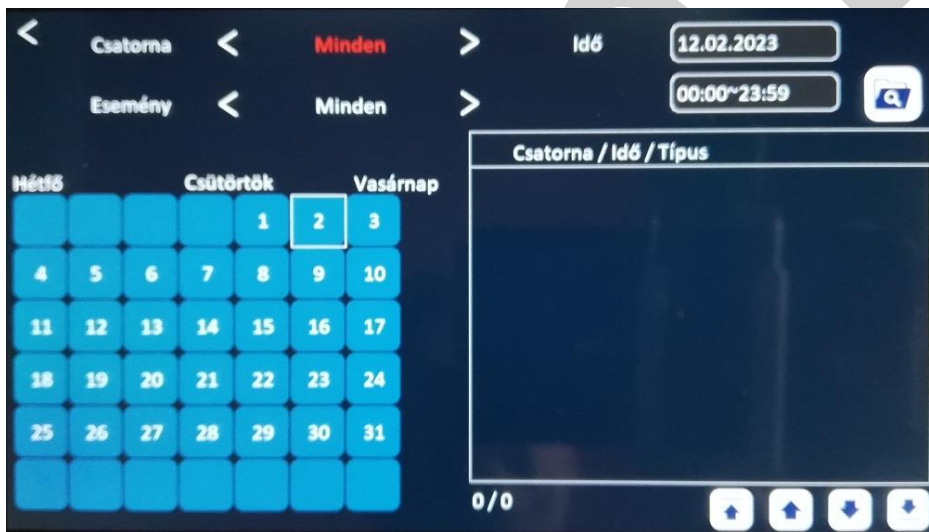 < Csatorna < Minden > Idő 12.02.2023
Esemény < Minden > 00:00~23:59
Csatorna / Idő / Típus
Hétfő Csütörtök Vasárnap
1 2 3
4 5 6 7 8 9 10
11 12 13 14 15 16 17
18 19 20 21 22 23 24
25 26 27 28 29 30 31
0 / 0